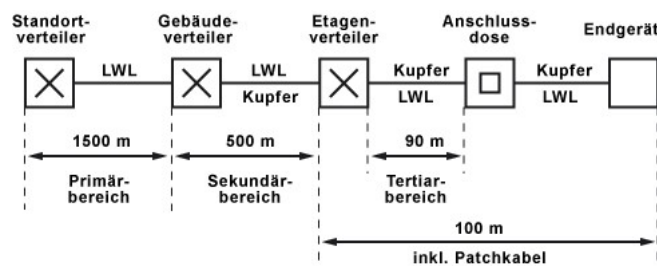 Standort-
verteiler
Gebäude-
verteiler
Etagen-
verteiler
Anschluss-
dose
Endgerät
LWL
LWL
Kupfer
Kupfer
LWL
Kupfer
LWL
1500 m
500 m
90 m
Primär-
bereich
Sekundär-
bereich
Tertiar-
bereich
100 m
inkl. Patchkabel